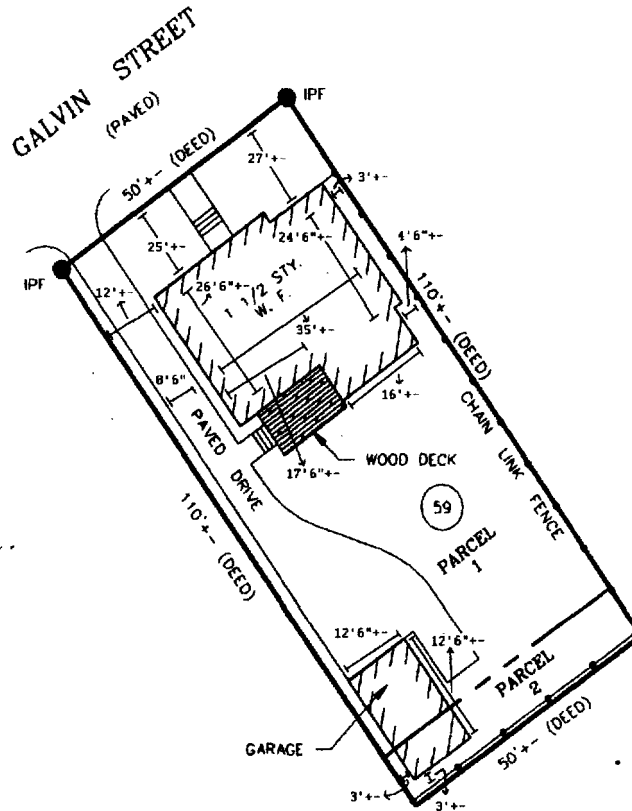 GALVIN STREET
(PAVED)
IPF
50'+- (DEED)
27'+-
3'+-
25'+-
24'6"+-
4'6"+-
IPF
12'+-
26'6"+-
1 1/2 STY.
W. F.
35'+-
110'+- (DEED)
8'6"
16'+-
PAVED DRIVE
CHAIN LINK FENCE
WOOD DECK
17'6"+-
59
110'+- (DEED)
PARCEL
1
12'6"+-
12'6"+-
PARCEL
2
GARAGE
50'+- (DEED)
3'+-
3'+-